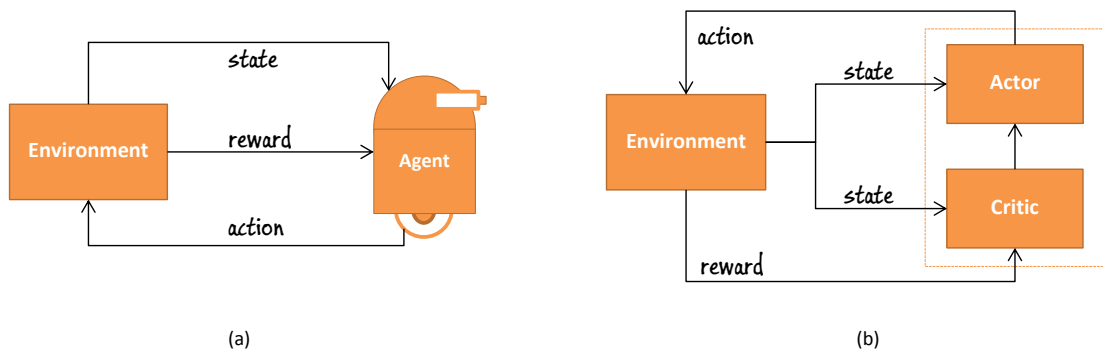 state
Environment
reward
Agent
action
(a)
action
state
Actor
Environment
state
Critic
reward
(b)